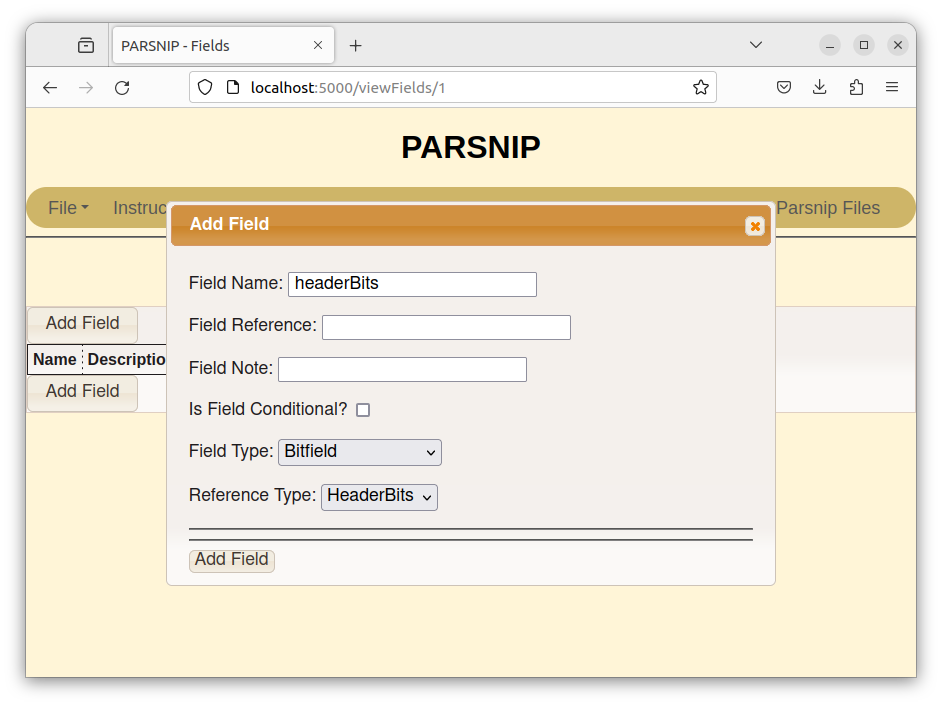 PARSNIP - Fields
localhost:5000/viewFields/1
PARSNIP
File Instruc Parsnip Files
Add Field
Field Name: headerBits
Field Reference:
Add Field
Name Descriptio
Field Note:
Add Field
Is Field Conditional?
Field Type: Bitfield
Reference Type: HeaderBits
Add Field